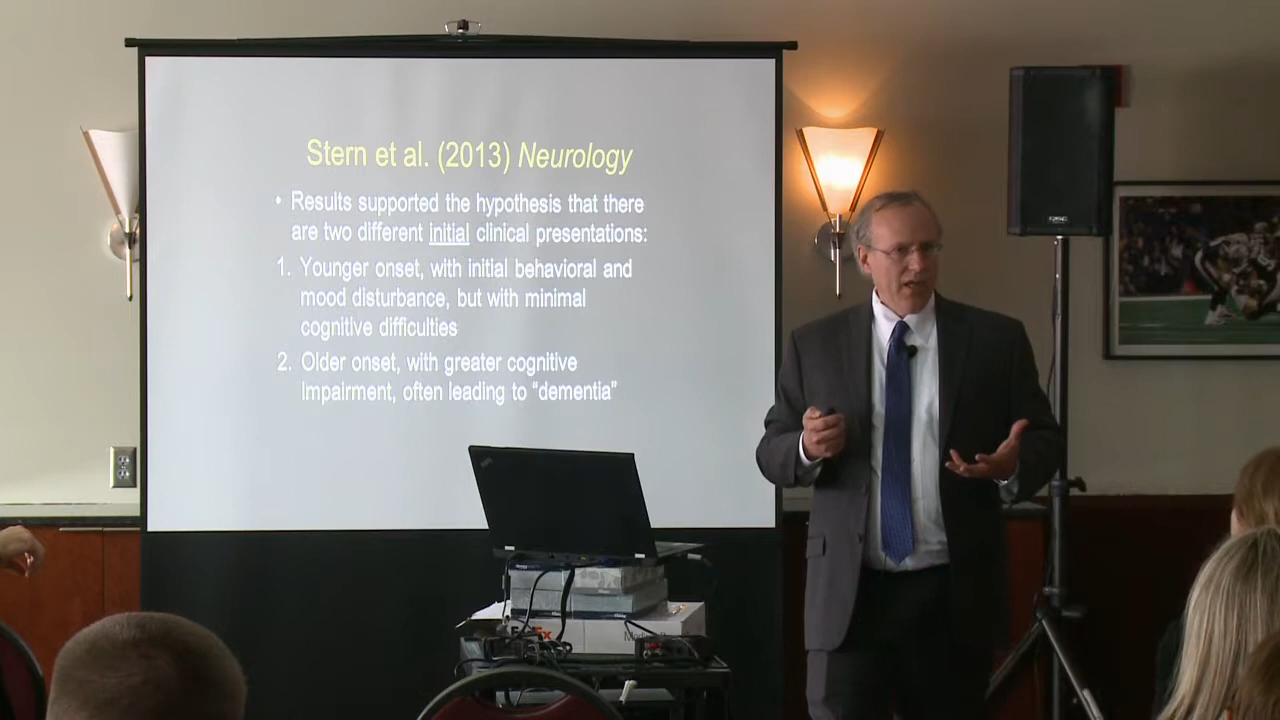 Stern et al. (2013) Neurology
• Results supported the hypothesis that there
are two different initial clinical presentations:
1. Younger onset, with initial behavioral and
mood disturbance, but with minimal
cognitive difficulties
2. Older onset, with greater cognitive
Impairment, often leading to “dementia”
FedEx
QSC